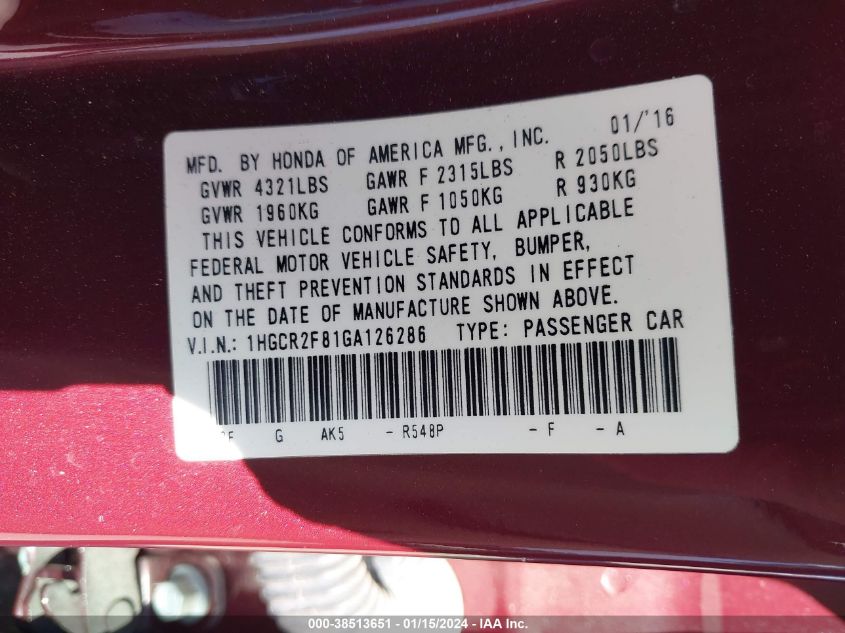 01/'16
MFD. BY HONDA OF AMERICA MFG., INC.
GVWR 4321LBS GAWR F 2315LBS R 2050LBS
GVWR 1960KG GAWR F 1050KG R 930KG
THIS VEHICLE CONFORMS TO ALL APPLICABLE
FEDERAL MOTOR VEHICLE SAFETY, BUMPER,
AND THEFT PREVENTION STANDARDS IN EFFECT
ON THE DATE OF MANUFACTURE SHOWN ABOVE.
V.I.N.: 1HGCR2F81GA126286 TYPE: PASSENGER CAR
G AK5 - R548P - F - A
000-38513651 - 01/15/2024 - IAA Inc.